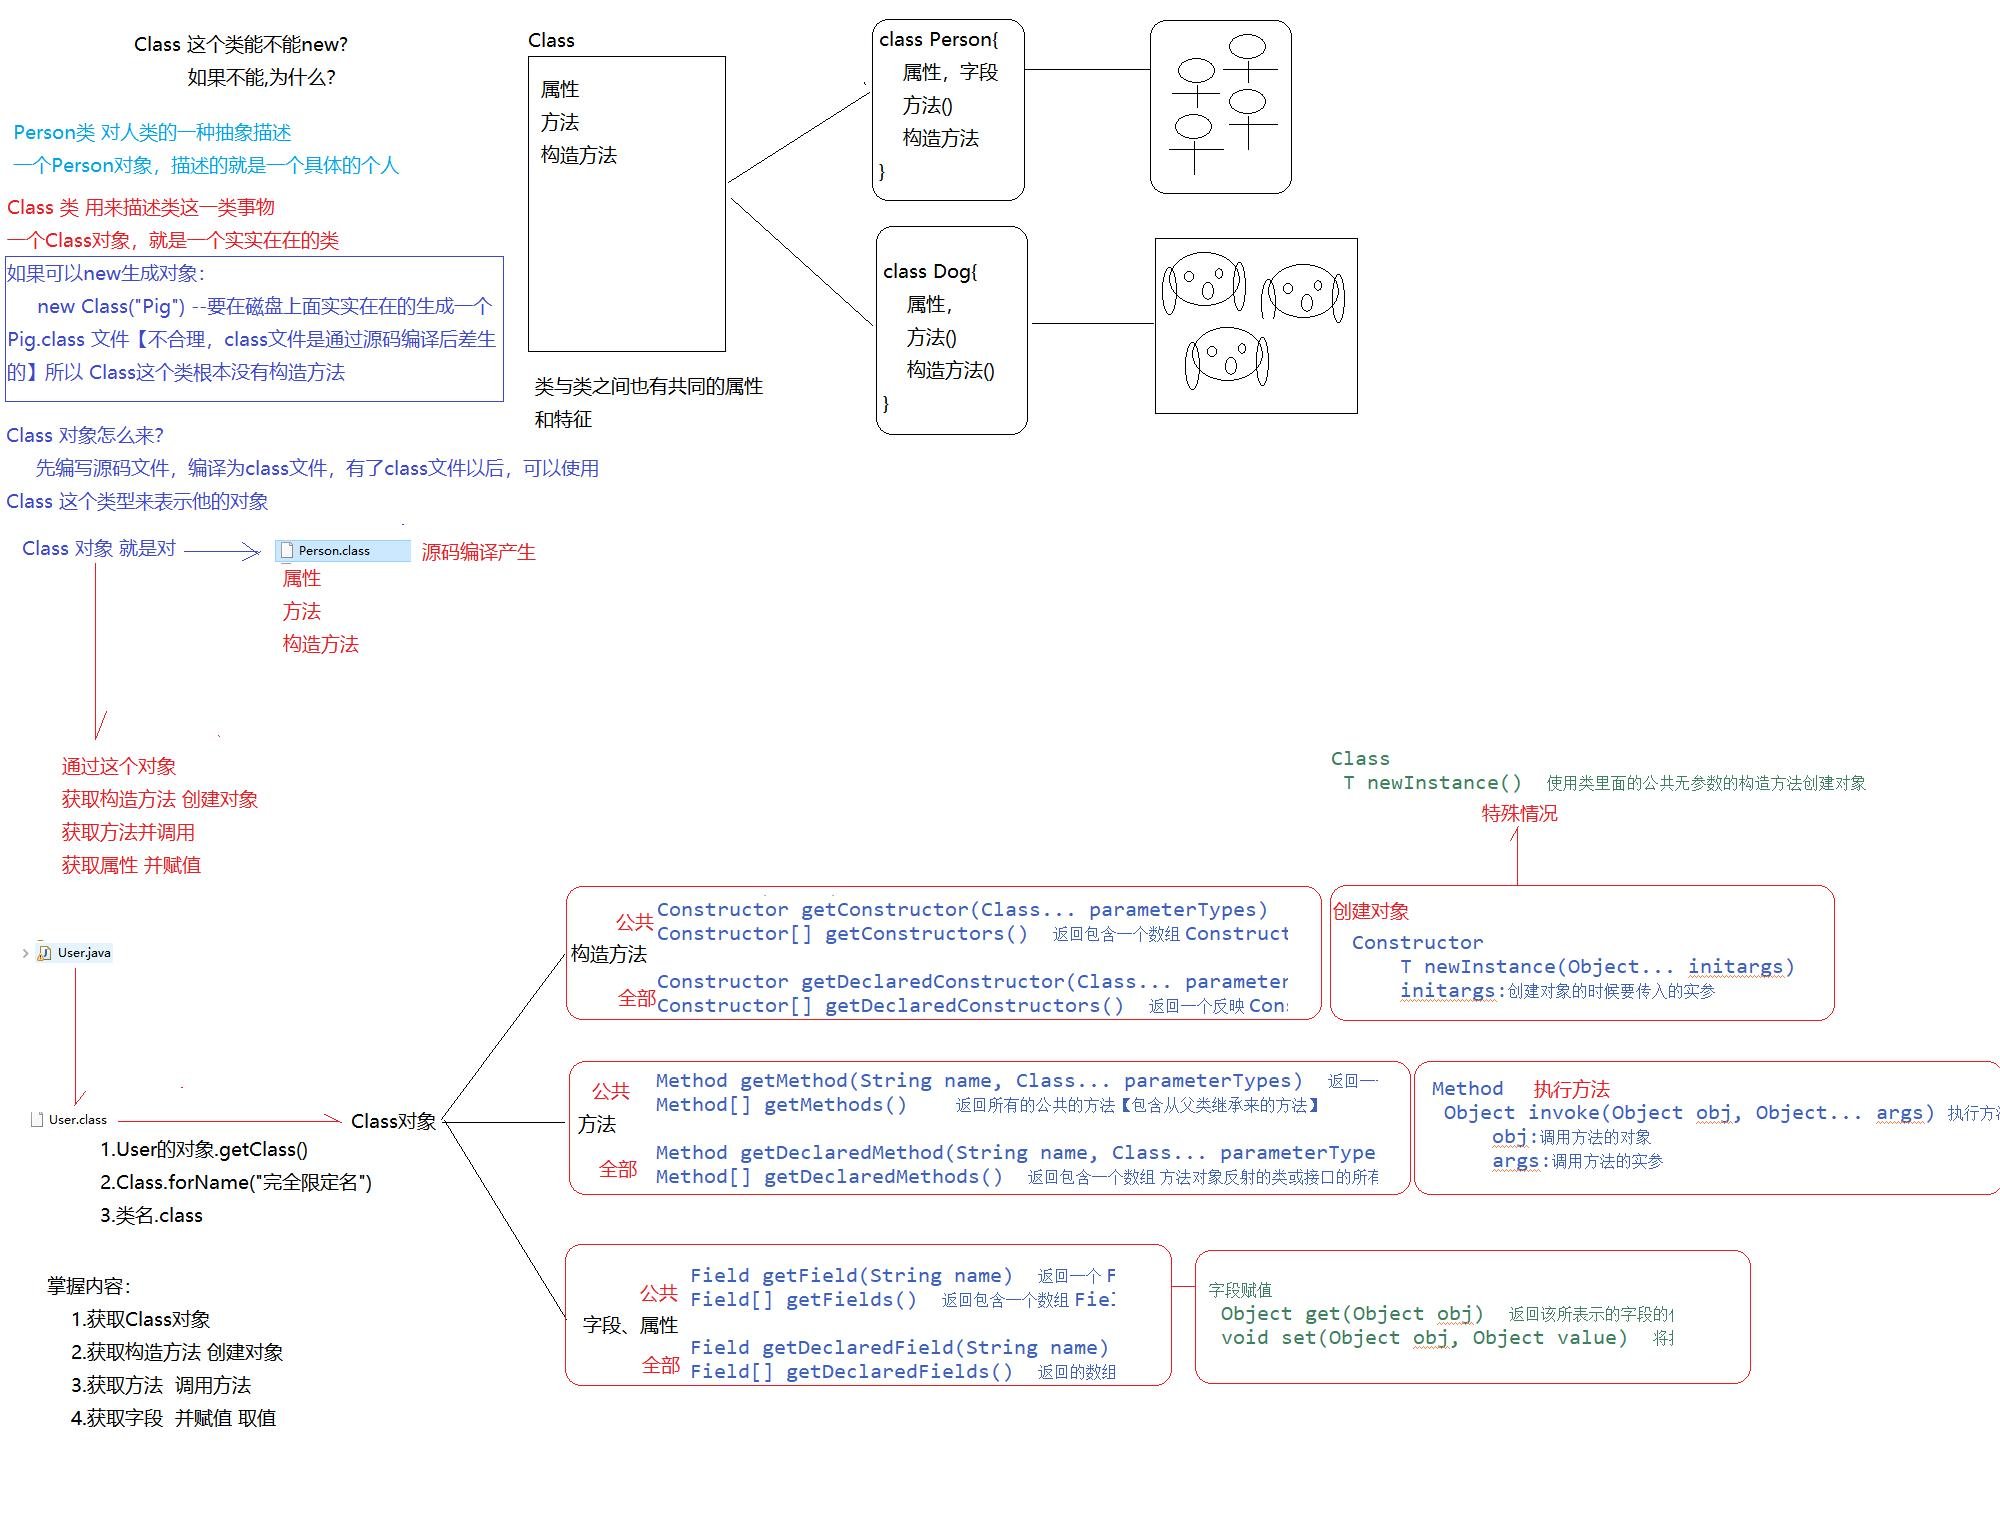 Class 这个类能不能new?
如果不能,为什么?
Person类 对人类的一种抽象描述
一个Person对象，描述的就是一个具体的个人
Class 类 用来描述类这一类事物
一个Class对象，就是一个实实在在的类
如果可以new生成对象：
new Class("Pig") --要在磁盘上面实实在在的生成一个
Pig.class 文件【不合理，class文件是通过源码编译后差生
的】所以 Class这个类根本没有构造方法
Class
属性
方法
构造方法
类与类之间也有共同的属性
和特征
class Person{
属性，字段
方法()
构造方法
}
class Dog{
属性，
方法()
构造方法()
}
Class 对象怎么来?
先编写源码文件，编译为class文件，有了class文件以后，可以使用
Class 这个类型来表示他的对象
Class 对象 就是对
Person.class
源码编译产生
属性
方法
构造方法
通过这个对象
获取构造方法 创建对象
获取方法并调用
获取属性 并赋值
User.java
User.class
Class对象
1.User的对象.getClass()
2.Class.forName("完全限定名")
3.类名.class
掌握内容：
1.获取Class对象
2.获取构造方法 创建对象
3.获取方法 调用方法
4.获取字段 并赋值 取值
Class
T newInstance() 使用类里面的公共无参数的构造方法创建对象
特殊情况
构造方法
公共
Constructor getConstructor(Class... parameterTypes)
Constructor[] getConstructors() 返回包含一个数组 Construct
全部
Constructor getDeclaredConstructor(Class... parameter
Constructor[] getDeclaredConstructors() 返回一个反映 Con
创建对象
Constructor
T newInstance(Object... initargs)
initargs:创建对象的时候要传入的实参
方法
公共
Method getMethod(String name, Class... parameterTypes) 返回一
Method[] getMethods() 返回所有的公共的方法【包含从父类继承来的方法】
全部
Method getDeclaredMethod(String name, Class... parameterType
Method[] getDeclaredMethods() 返回包含一个数组 方法对象反射的类或接口的所有
Method 执行方法
Object invoke(Object obj, Object... args) 执行方法
obj:调用方法的对象
args:调用方法的实参
字段、属性
公共
Field getField(String name) 返回一个 F
Field[] getFields() 返回包含一个数组 Fiel
全部
Field getDeclaredField(String name)
Field[] getDeclaredFields() 返回的数组
字段赋值
Object get(Object obj) 返回该所表示的字段的
void set(Object obj, Object value)